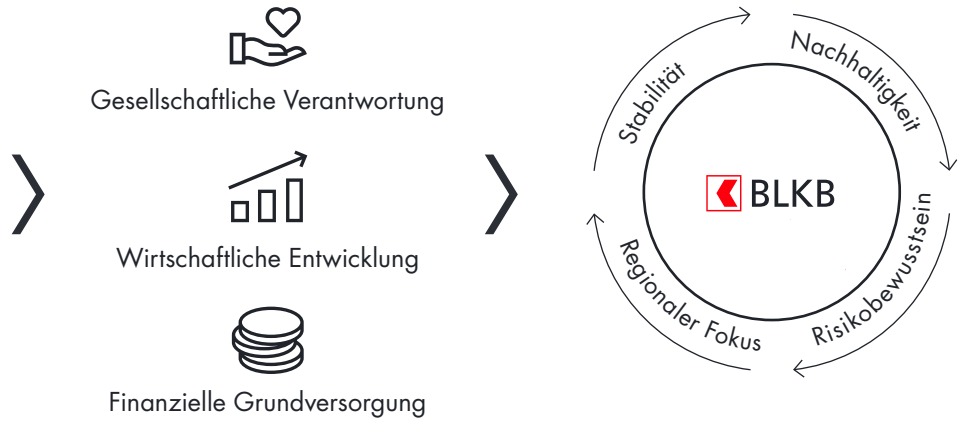 Gesellschaftliche Verantwortung
Wirtschaftliche Entwicklung
Finanzielle Grundversorgung
Stabilität
Nachhaltigkeit
Risikobewusstsein
Regionaler Fokus
BLKB